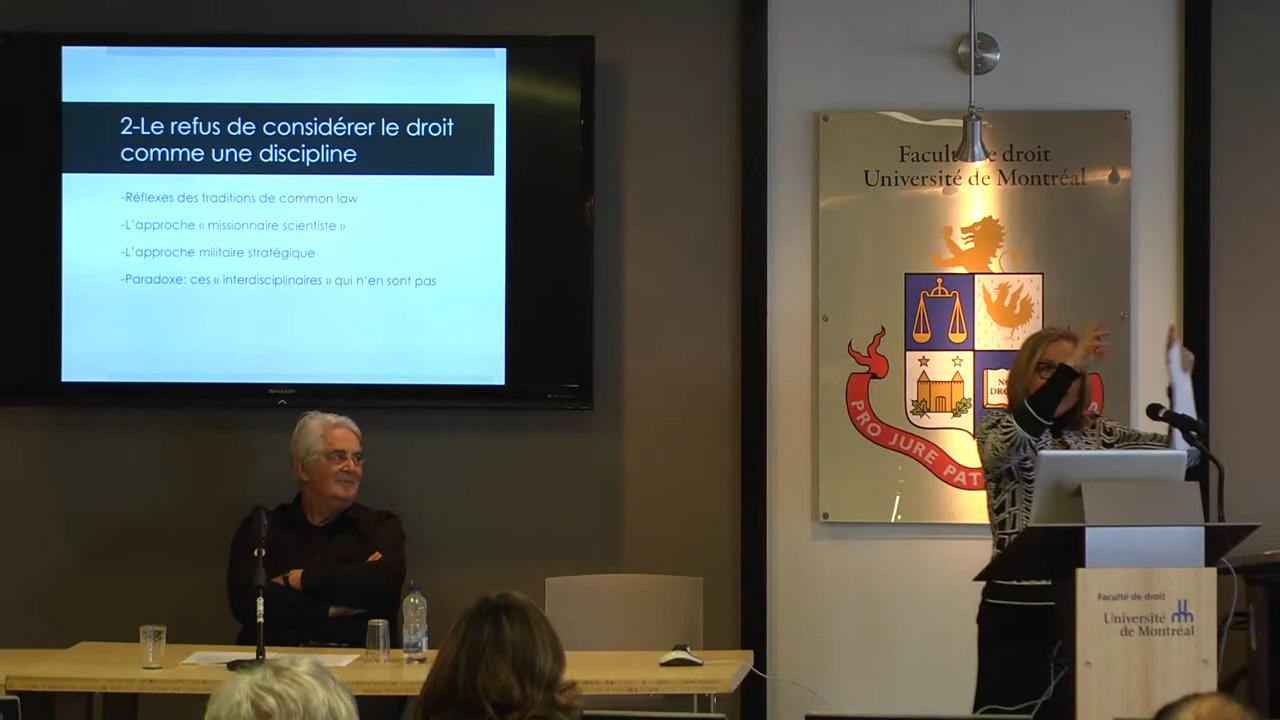 2-Le refus de considérer le droit
comme une discipline
-Réflexes des traditions de common law
-L'approche « missionnaire scientiste »
-L'approche militaire stratégique
-Paradoxe: ces « interdisciplinaires » qui n'en sont pas
SHARP
de droit
Université de Montréal
PRO JURE
Faculté de droit
Université
de Montréal